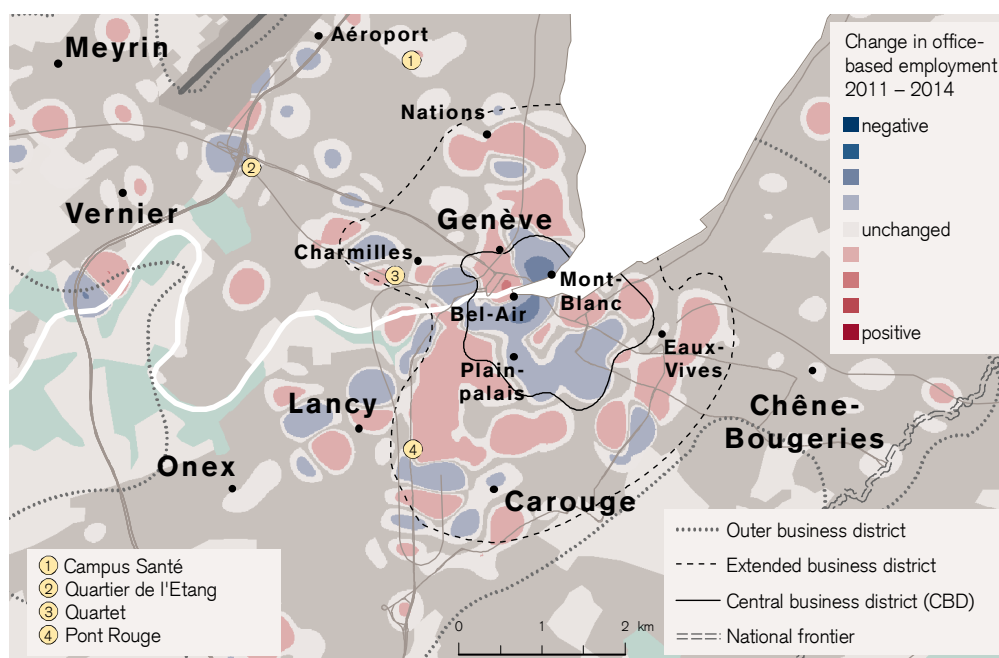 Meyrin
Aéroport
1
Nations
2
Vernier
Genève
Charmilles
3
Mont-
Blanc
Bel-Air
Plain-
palais
Eaux-
Vives
Lancy
Chêne-
Bougeries
4
Onex
Carouge
Change in office-
based employment
2011 – 2014
negative
unchanged
positive
1 Campus Santé
2 Quartier de l'Etang
3 Quartet
4 Pont Rouge
0 1 2 km
Outer business district
Extended business district
Central business district (CBD)
National frontier